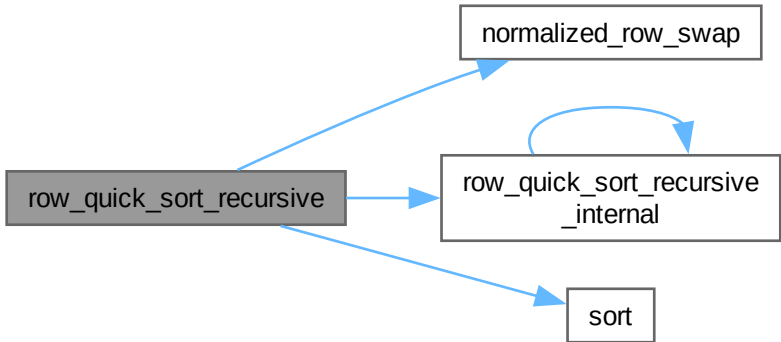 normalized_row_swap
row_quick_sort_recursive
row_quick_sort_recursive
_internal
sort